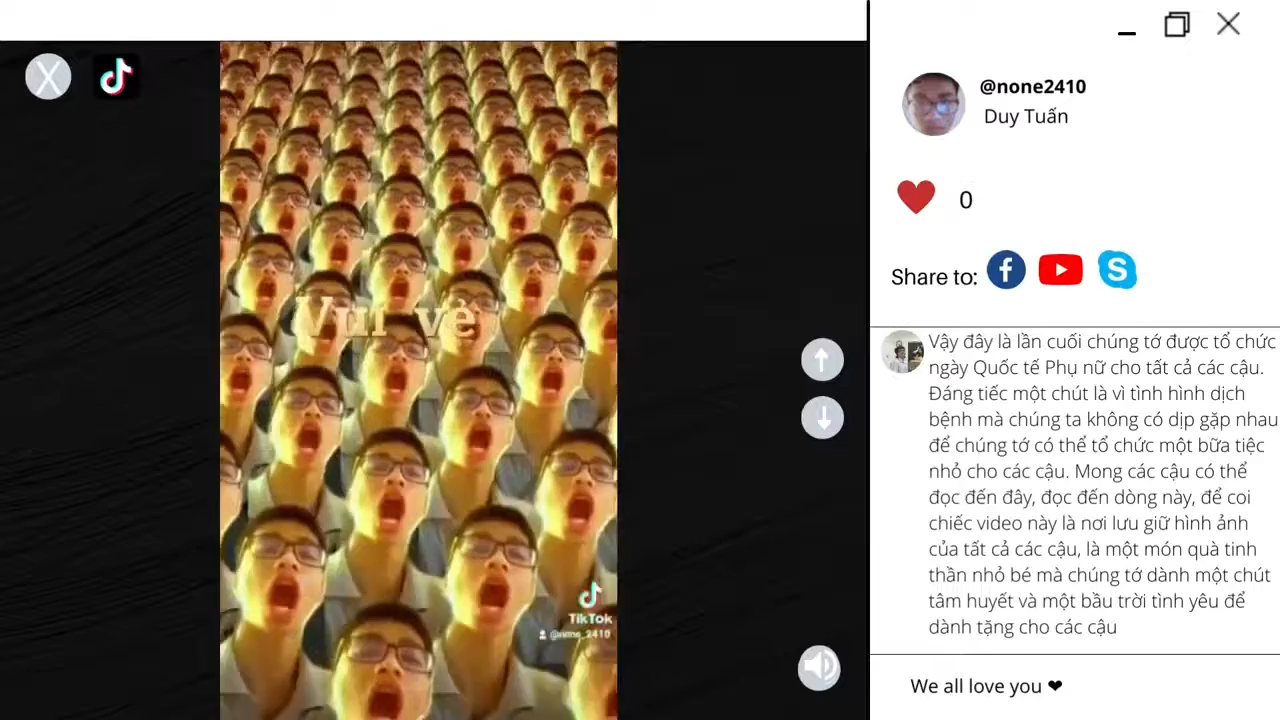 @none2410
Duy Tuấn
0
Share to:
Vui vẻ
TikTok
@none_2410
Vậy đây là lần cuối chúng tớ được tổ chức
ngày Quốc tế Phụ nữ cho tất cả các cậu.
Đáng tiếc một chút là vì tình hình dịch
bệnh mà chúng ta không có dịp gặp nhau
để chúng tớ có thể tổ chức một bữa tiệc
nhỏ cho các cậu. Mong các cậu có thể
đọc đến đây, đọc đến dòng này, để coi
chiếc video này là nơi lưu giữ hình ảnh
của tất cả các cậu, là một món quà tinh
thần nhỏ bé mà chúng tớ dành một chút
tâm huyết và một bầu trời tình yêu để
dành tặng cho các cậu
We all love you ❤